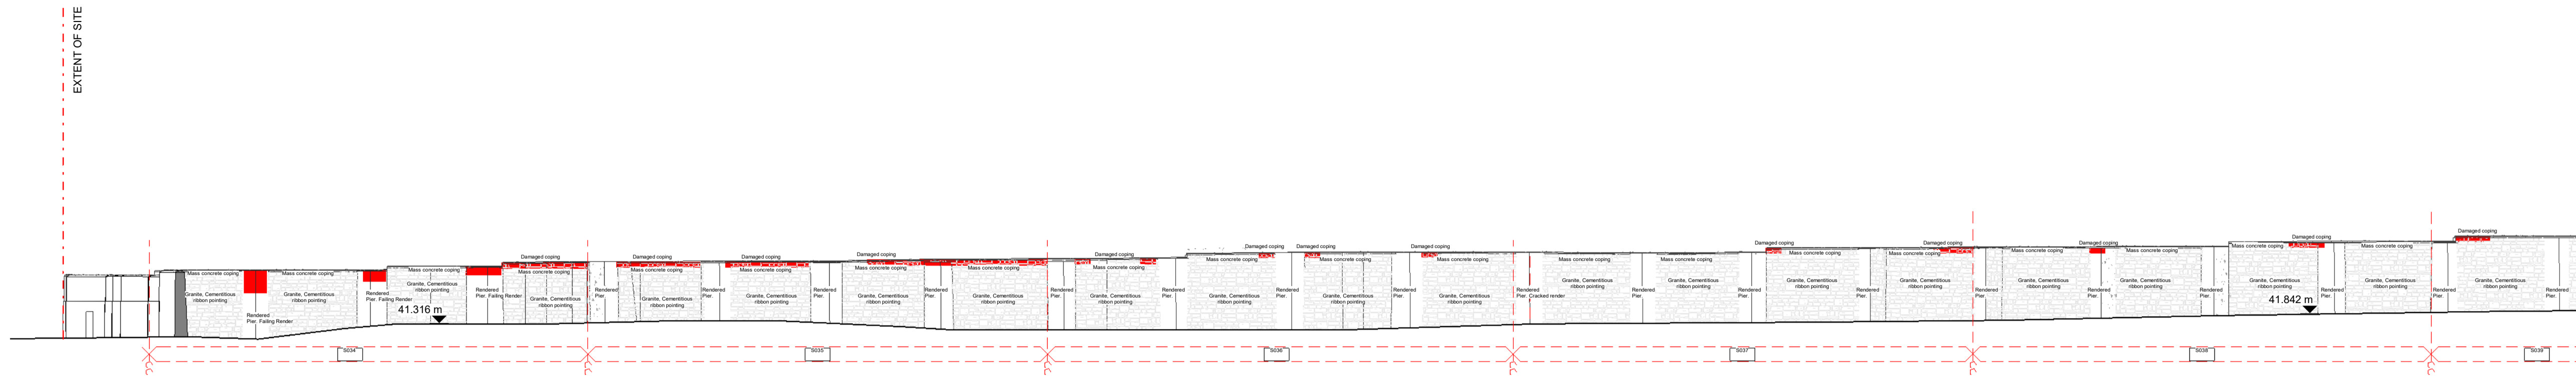 EXTENT OF SITE
Damaged coping
Damaged coping
Damaged coping
Damaged coping
Damaged coping
Damaged coping
Damaged coping
Damaged coping
Damaged coping
Damaged coping
Damaged coping
Damaged coping
Mass concrete coping
Granite, Cementitious
ribbon pointing
Rendered
Pier. Failing Render
Mass concrete coping
Granite, Cementitious
ribbon pointing
Rendered
Pier. Failing Render
Mass concrete coping
Granite, Cementitious
ribbon pointing
41.316 m
Rendered
Pier. Failing Render
Mass concrete coping
Granite, Cementitious
ribbon pointing
Rendered
Pier.
Mass concrete coping
Granite, Cementitious
ribbon pointing
Rendered
Pier.
Mass concrete coping
Granite, Cementitious
ribbon pointing
Rendered
Pier.
Mass concrete coping
Granite, Cementitious
ribbon pointing
Rendered
Pier.
Mass concrete coping
Granite, Cementitious
ribbon pointing
Rendered
Pier.
Mass concrete coping
Granite, Cementitious
ribbon pointing
Rendered
Pier.
Mass concrete coping
Granite, Cementitious
ribbon pointing
Rendered
Pier.
Mass concrete coping
Granite, Cementitious
ribbon pointing
Rendered
Pier.
Mass concrete coping
Granite, Cementitious
ribbon pointing
Rendered
Pier. Cracked render
Mass concrete coping
Granite, Cementitious
ribbon pointing
Rendered
Pier.
Mass concrete coping
Granite, Cementitious
ribbon pointing
Rendered
Pier.
Mass concrete coping
Granite, Cementitious
ribbon pointing
Rendered
Pier.
Mass concrete coping
Granite, Cementitious
ribbon pointing
Rendered
Pier.
Mass concrete coping
Granite, Cementitious
ribbon pointing
Rendered
Pier.
Mass concrete coping
Granite, Cementitious
ribbon pointing
Rendered
Pier.
Mass concrete coping
Granite, Cementitious
ribbon pointing
41.842 m
Rendered
Pier.
Mass concrete coping
Granite, Cementitious
ribbon pointing
Rendered
Pier.
Mass concrete coping
Granite, Cementitious
ribbon pointing
Rendered
Pier.
S034
S035
S036
S037
S038
S039